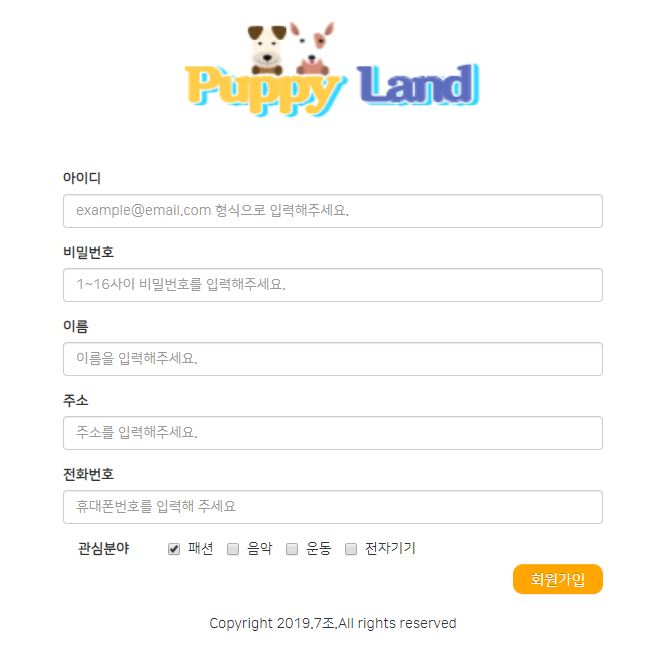 Puppy Land
아이디
example@email.com 형식으로 입력해주세요.
비밀번호
1~16사이 비밀번호를 입력해주세요.
이름
이름을 입력해주세요.
주소
주소를 입력해주세요.
전화번호
휴대폰번호를 입력해 주세요
관심분야 패션 음악 운동 전자기기
회원가입
Copyright 2019.7조.All rights reserved